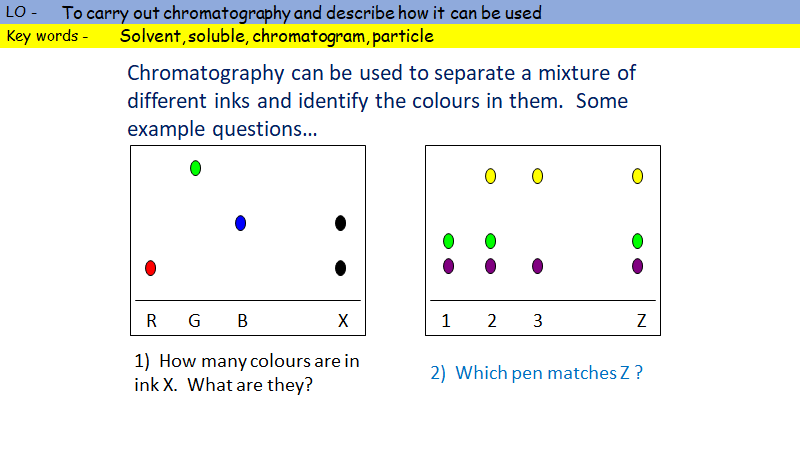 LO - To carry out chromatography and describe how it can be used
Key words - Solvent, soluble, chromatogram, particle
Chromatography can be used to separate a mixture of
different inks and identify the colours in them. Some
example questions...
R G B X
1 2 3 Z
1) How many colours are in
ink X. What are they?
2) Which pen matches Z ?